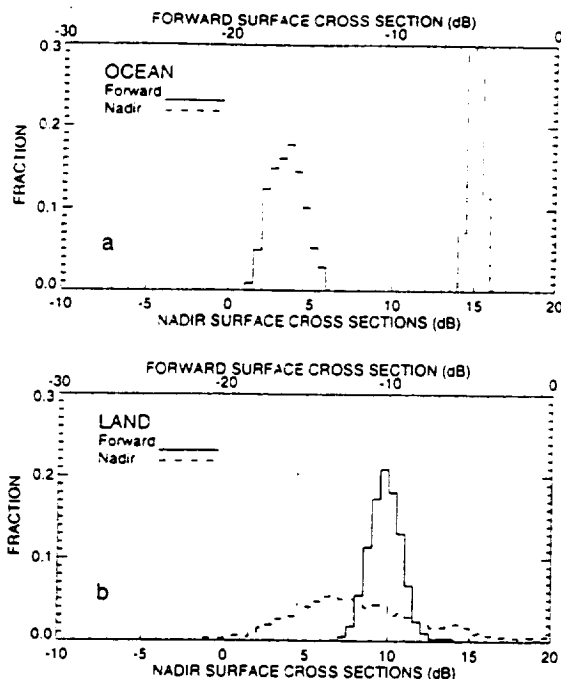 FORWARD SURFACE CROSS SECTION (dB)
-30 -20 -10 0
0.3
OCEAN
Forward
Nadir
0.2
FRACTION
0.1
a
0.0
-10 -5 0 5 10 15 20
NADIR SURFACE CROSS SECTIONS (dB)
FORWARD SURFACE CROSS SECTION (dB)
-30 -20 -10 0
0.3
LAND
Forward
Nadir
0.2
FRACTION
0.1
b
0.0
-10 -5 0 5 10 15 20
NADIR SURFACE CROSS SECTIONS (dB)